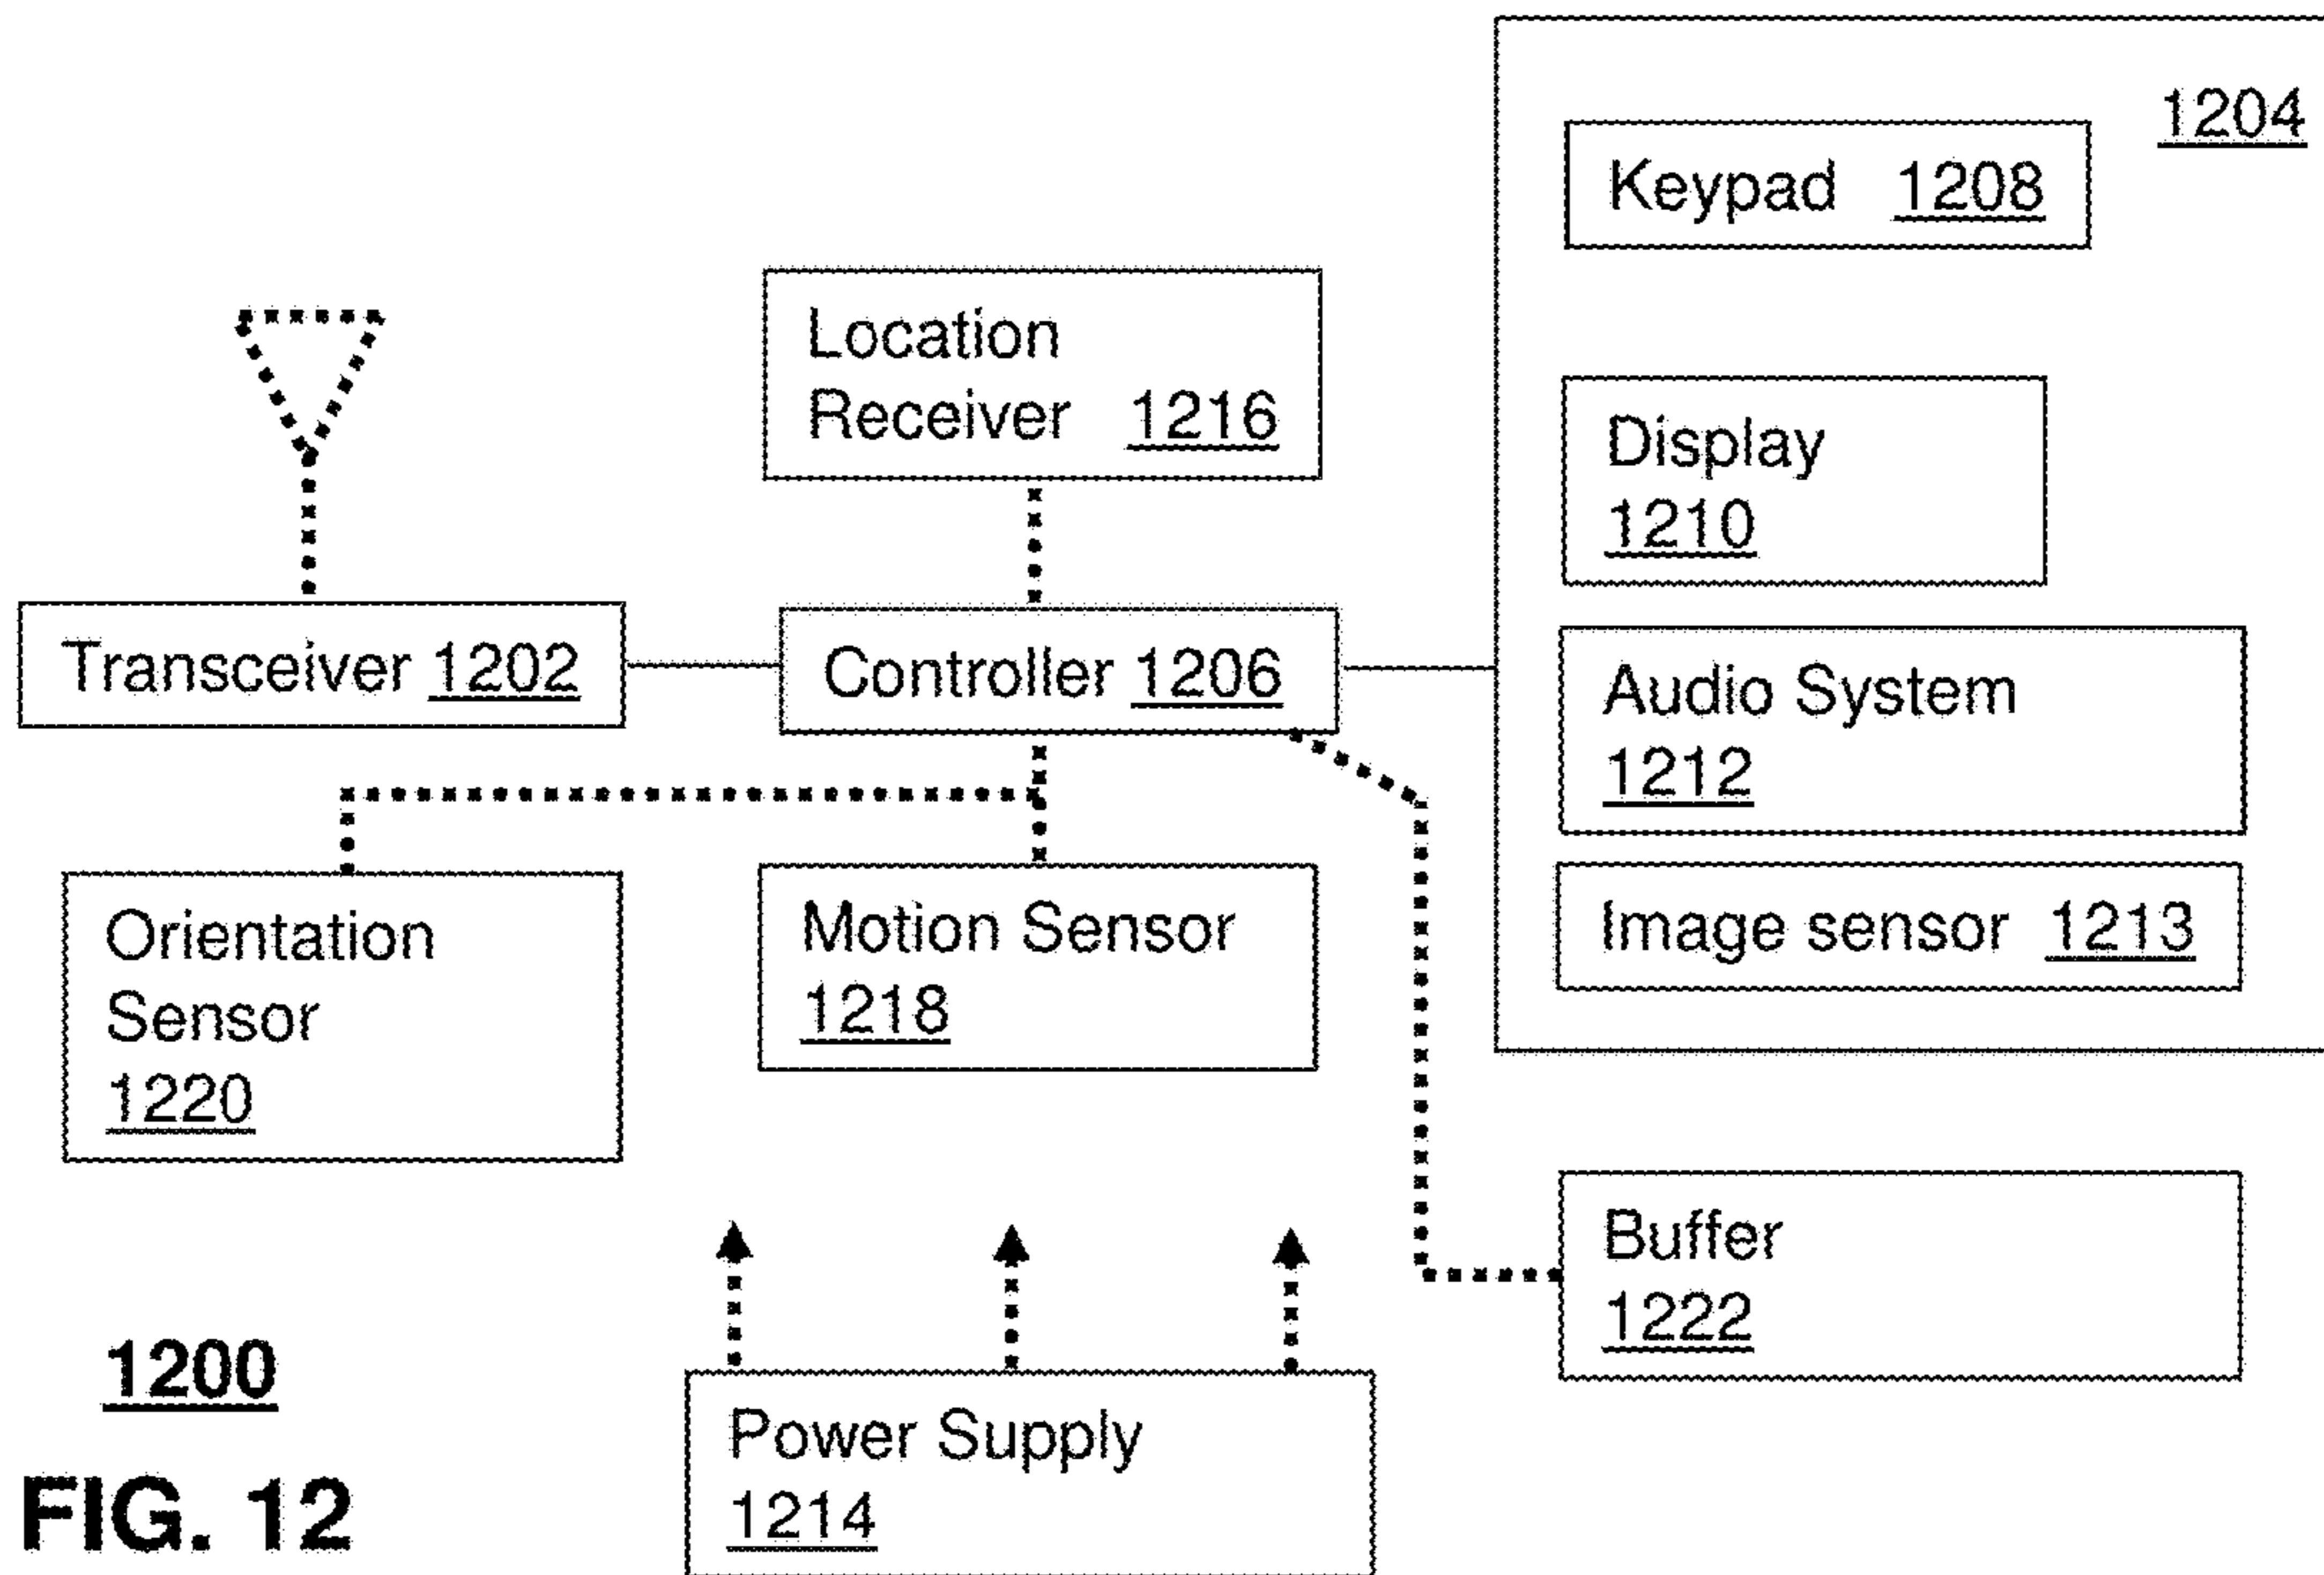 1204
Keypad 1208
Location
Receiver 1216
Display
1210
Transceiver 1202
Controller 1206
Audio System
1212
Orientation
Sensor
1220
Motion Sensor
1218
Image sensor 1213
Buffer
1222
1200
Power Supply
1214
FIG. 12